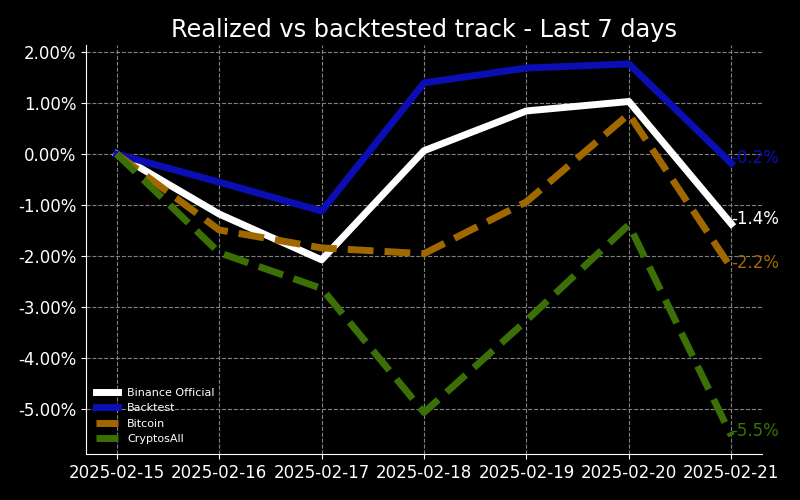 Realized vs backtested track - Last 7 days
2.00%
1.00%
0.00%
-1.00%
-2.00%
-3.00%
-4.00%
-5.00%
-0.2%
-1.4%
-2.2%
-5.5%
Binance Official
Backtest
Bitcoin
CryptosAll
2025-02-15 2025-02-16 2025-02-17 2025-02-18 2025-02-19 2025-02-20 2025-02-21